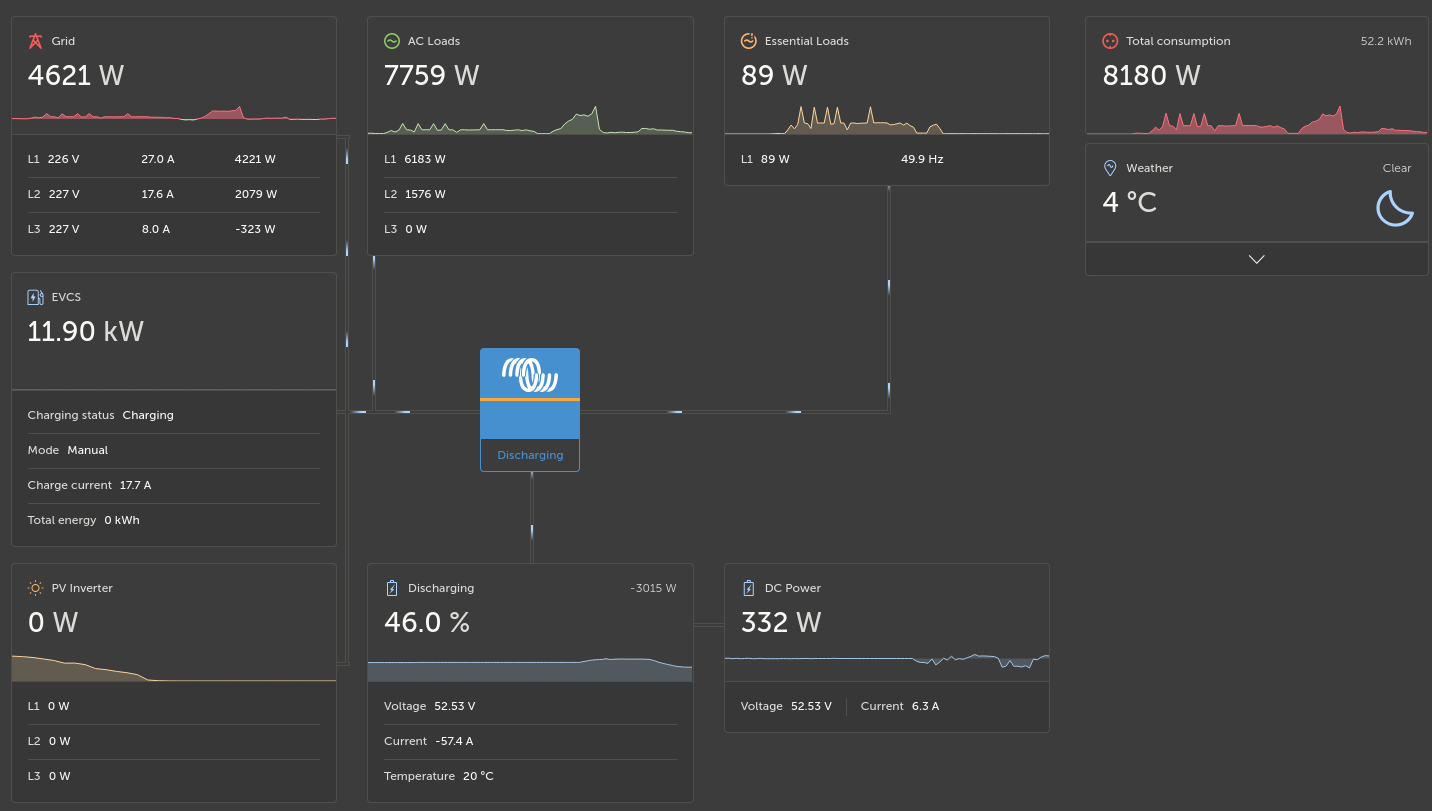 Grid
4621 W
L1 226 V 27.0 A 4221 W
L2 227 V 17.6 A 2079 W
L3 227 V 8.0 A -323 W
AC Loads
7759 W
L1 6183 W
L2 1576 W
L3 0 W
Essential Loads
89 W
L1 89 W 49.9 Hz
Total consumption 52.2 kWh
8180 W
Weather Clear
4 °C
EVCS
11.90 kW
Charging status Charging
Mode Manual
Charge current 17.7 A
Total energy 0 kWh
Discharging
PV Inverter
0 W
L1 0 W
L2 0 W
L3 0 W
Discharging -3015 W
46.0 %
Voltage 52.53 V
Current -57.4 A
Temperature 20 °C
DC Power
332 W
Voltage 52.53 V Current 6.3 A